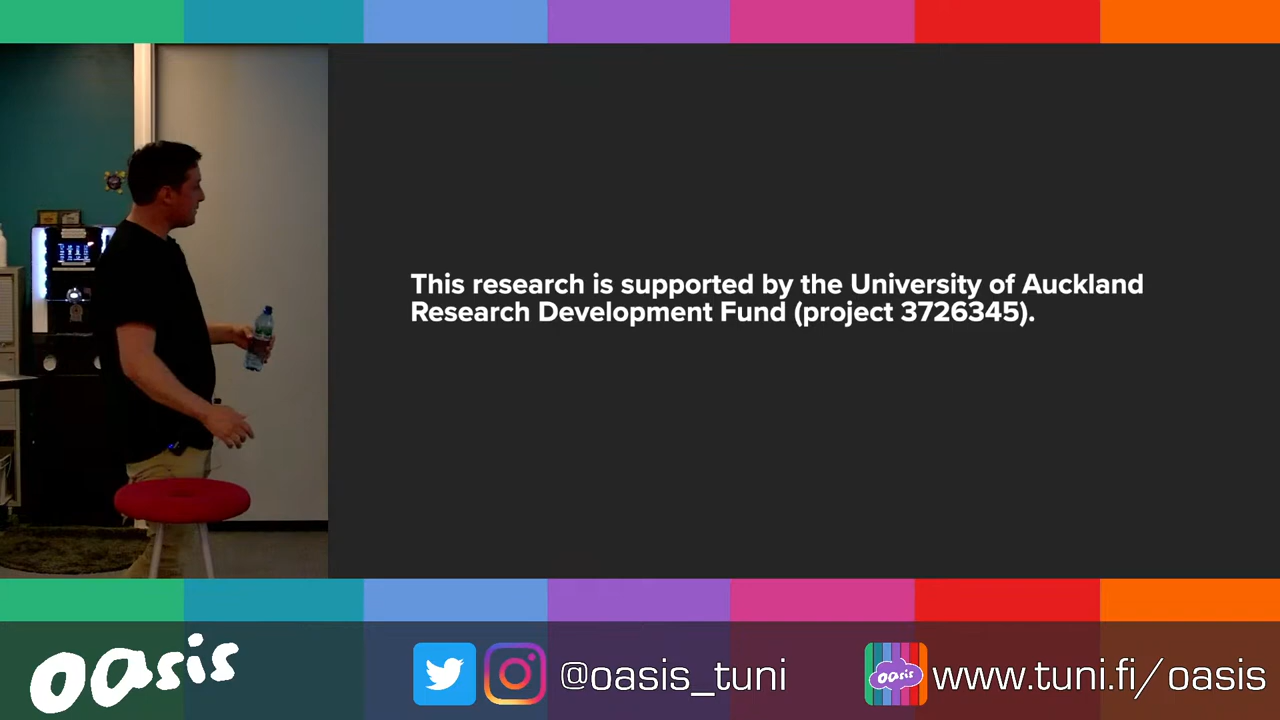 This research is supported by the University of Auckland
Research Development Fund (project 3726345).
oasis
@oasis_tuni
oasis
www.tuni.fi/oasis